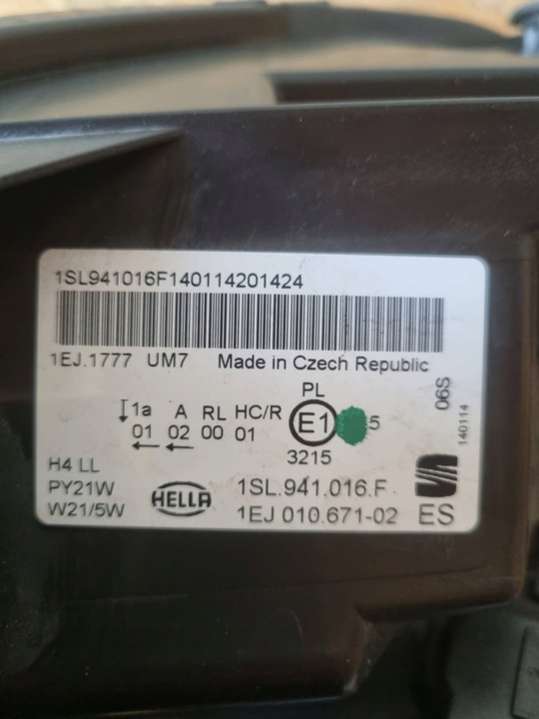 1SL941016F140114201424
1EJ.1777 UM7 Made in Czech Republic
1a A RL HC/R PL
01 02 00 01 E1 5
3215
06S
140114
H4 LL
PY21W
W21/5W
HELLA
1SL.941.016.F
1EJ 010.671-02
ES